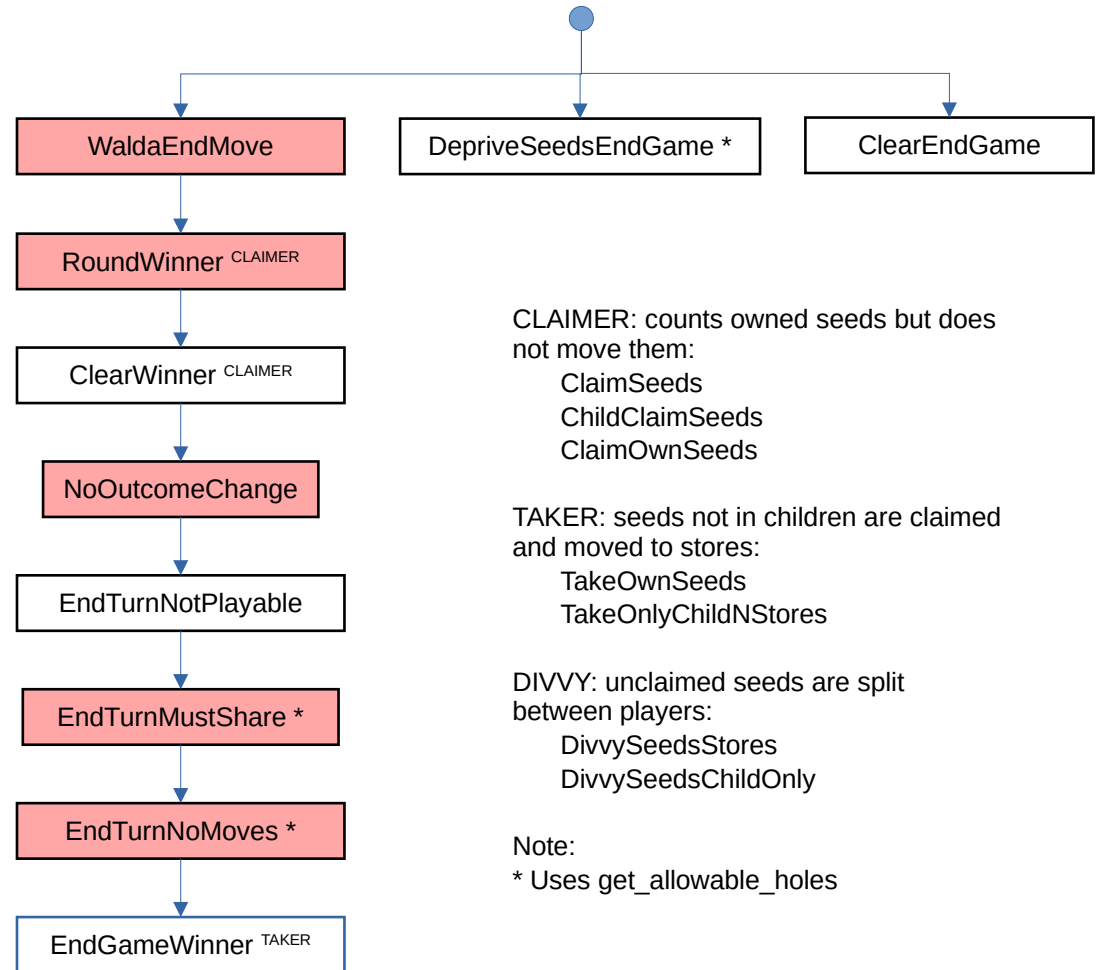 WaldaEndMove
DepriveSeedsEndGame *
ClearEndGame
RoundWinner CLAIMER
ClearWinner CLAIMER
NoOutcomeChange
EndTurnNotPlayable
EndTurnMustShare *
EndTurnNoMoves *
EndGameWinner TAKER
CLAIMER: counts owned seeds but does
not move them:
ClaimSeeds
ChildClaimSeeds
ClaimOwnSeeds
TAKER: seeds not in children are claimed
and moved to stores:
TakeOwnSeeds
TakeOnlyChildNStores
DIVVY: unclaimed seeds are split
between players:
DivvySeedsStores
DivvySeedsChildOnly
Note:
* Uses get_allowable_holes